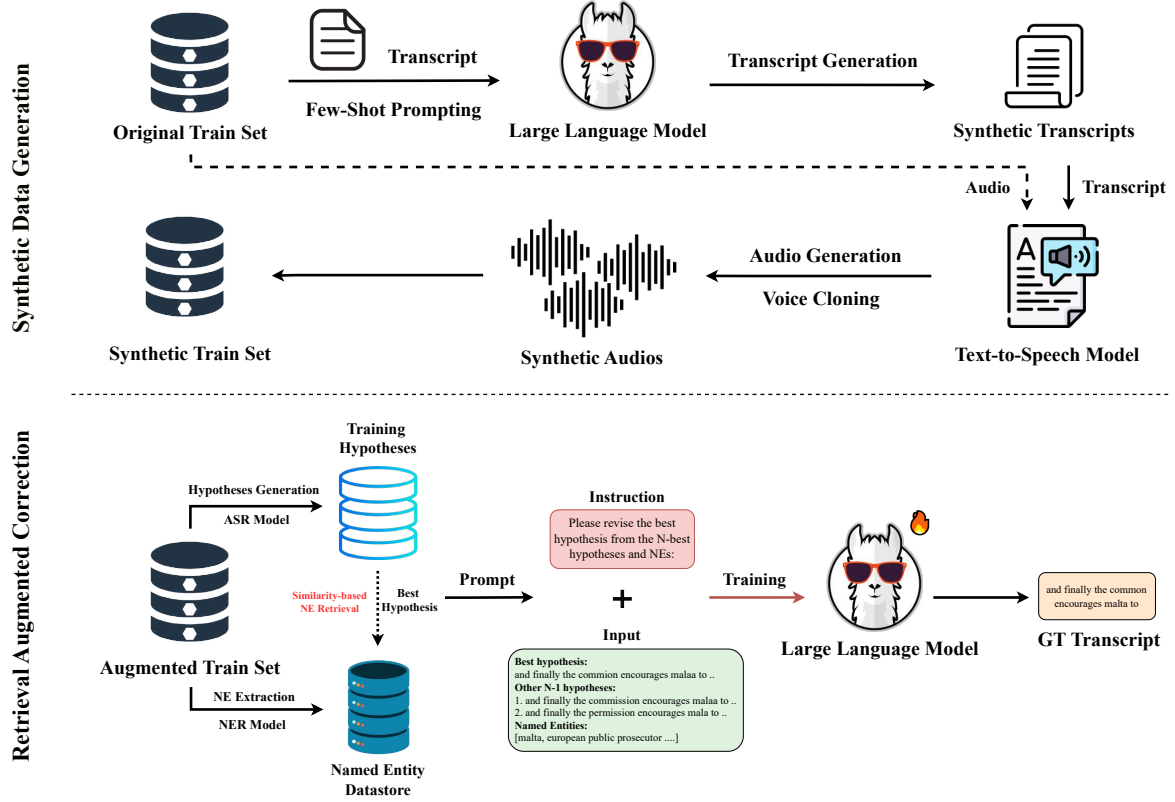 Synthetic Data Generation
Transcript
Few-Shot Prompting
Transcript Generation
Original Train Set
Large Language Model
Synthetic Transcripts
Audio
Transcript
A
Audio Generation
Voice Cloning
Synthetic Train Set
Synthetic Audios
Text-to-Speech Model
Retrieval Augmented Correction
Training
Hypotheses
Hypotheses Generation
ASR Model
Similarity-based
NE Retrieval
Best
Hypothesis
Augmented Train Set
NE Extraction
NER Model
Named Entity
Datastore
Prompt
Instruction
Please revise the best
hypothesis from the N-best
hypotheses and NEs:
+
Input
Best hypothesis:
and finally the common encourages malaa to ..
Other N-1 hypotheses:
1. and finally the commission encourages malaa to ..
2. and finally the permission encourages mala to ..
Named Entities:
[malta, european public prosecutor ....]
Training
Large Language Model
and finally the common
encourages malta to
GT Transcript